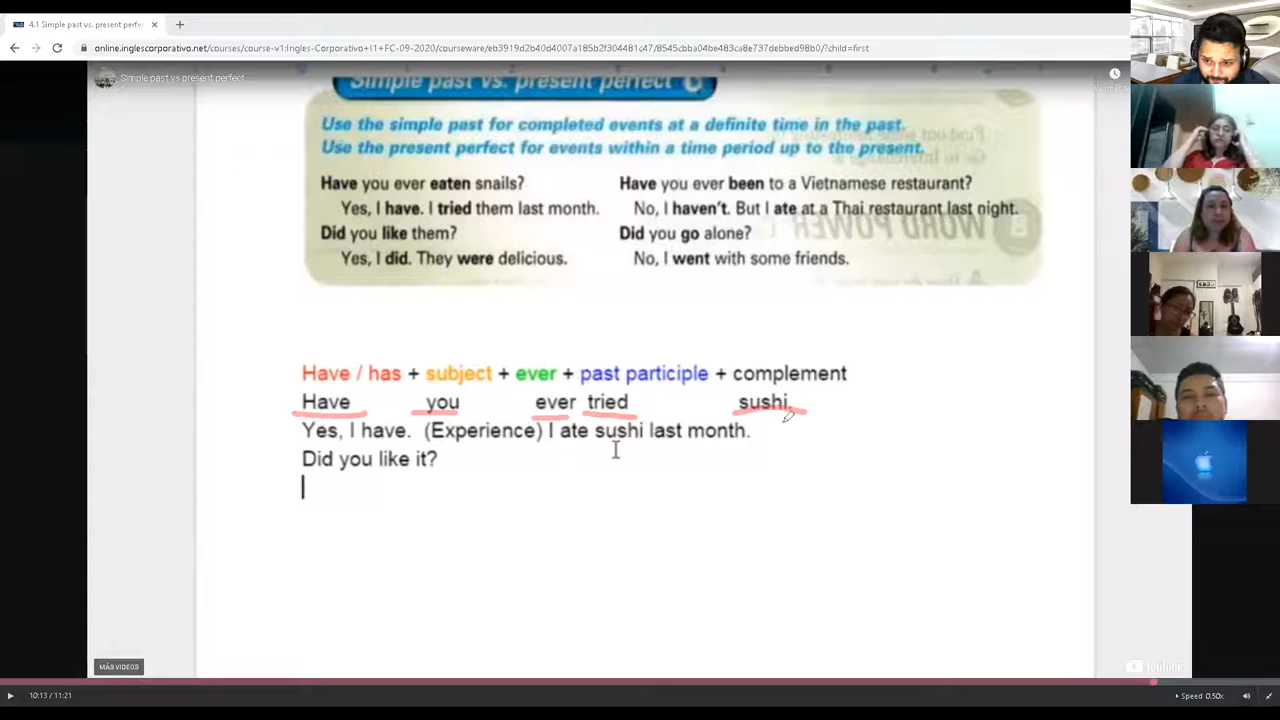 4.1 Simple past vs. present perfe
online.inglescorporativo.net/courses/course-v1:Ingles-Corporativo+I1+FC-09-2020/courseware/eb3919d2b40d4007a185b2f304481c47/8545cbba04be483ca8e737debbed98b0/?child=first
Simple past vs present perfect
Simple past vs. present perfect
Use the simple past for completed events at a definite time in the past.
Use the present perfect for events within a time period up to the present.
Have you ever eaten snails?
Yes, I have. I tried them last month.
Did you like them?
Yes, I did. They were delicious.
Have you ever been to a Vietnamese restaurant?
No, I haven't. But I ate at a Thai restaurant last night.
Did you go alone?
No, I went with some friends.
WORD POWER
Have / has + subject + ever + past participle + complement
Have you ever tried sushi.
Yes, I have. (Experience) I ate sushi last month.
Did you like it?
MÁS VIDEOS
YouTube
10:13 / 11:21
Speed 0.50x